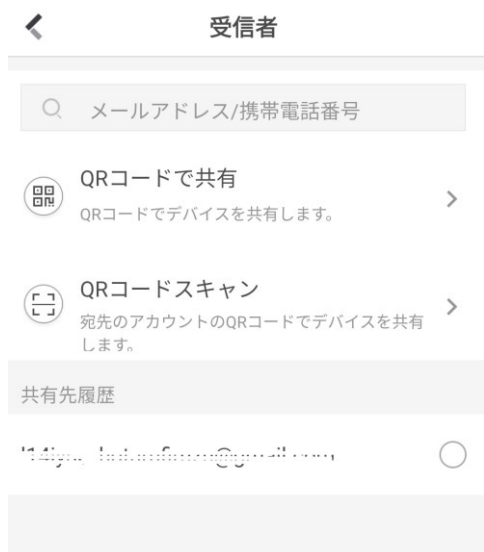 受信者
メールアドレス/携帯電話番号
QRコードで共有
QRコードでデバイスを共有します。
QRコードスキャン
宛先のアカウントのQRコードでデバイスを共有
します。
共有先履歴